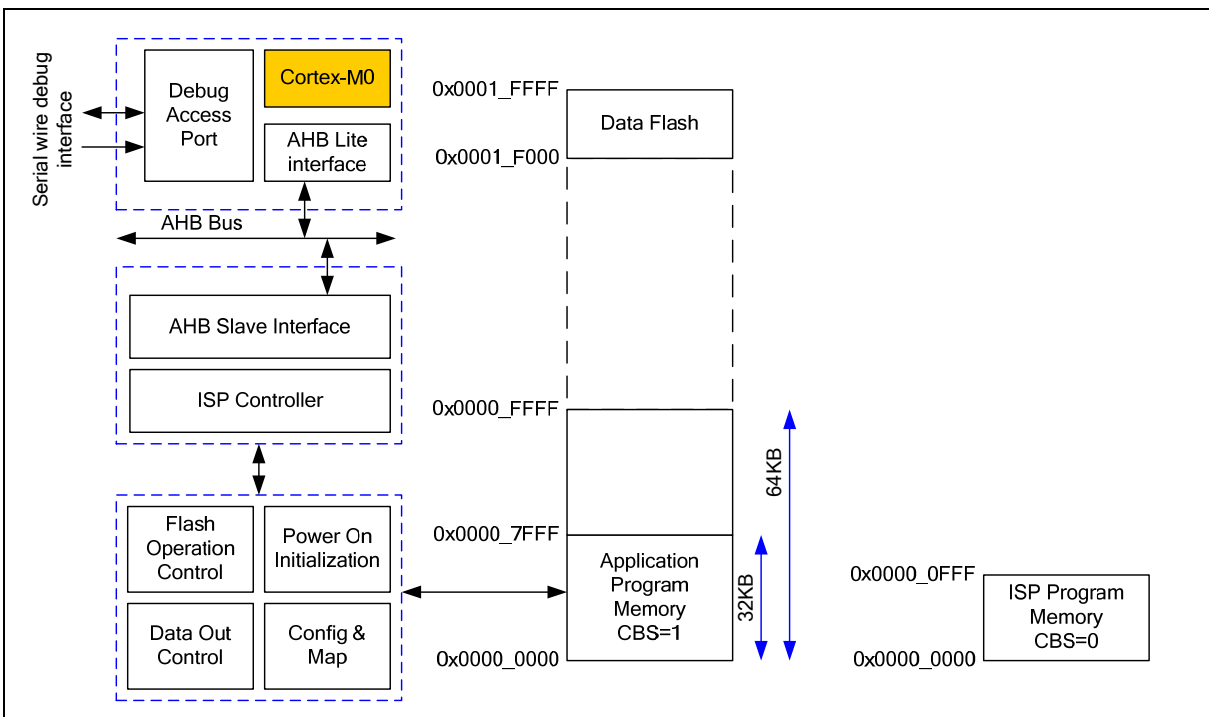 Serial wire debug
interface
Debug
Access
Port
Cortex-M0
AHB Lite
interface
AHB Bus
AHB Slave Interface
ISP Controller
Flash
Operation
Control
Power On
Initialization
Data Out
Control
Config &
Map
0x0001_FFFF
Data Flash
0x0001_F000
0x0000_FFFF
0x0000_7FFF
Application
Program
Memory
CBS=1
0x0000_0000
32KB
64KB
0x0000_0FFF
ISP Program
Memory
CBS=0
0x0000_0000